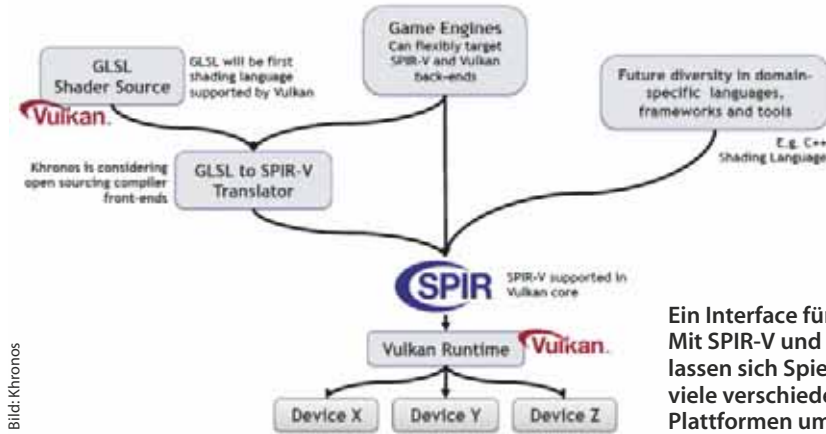 GLSL
Shader Source
GLSL will be first
shading language
supported by Vulkan
Vulkan.
Game Engines
Can flexibly target
SPIR-V and Vulkan
back-ends
Future diversity in domain-
specific languages,
frameworks and tools
E.g. C++
Shading Language
Khronos is considering
open sourcing compiler
front-ends
GLSL to SPIR-V
Translator
SPIR
SPIR-V supported in
Vulkan core
Vulkan Runtime
Vulkan.
Device X
Device Y
Device Z
Bild: Khronos
Ein Interface für
Mit SPIR-V und
lassen sich Spie
viele verschiede
Plattformen um